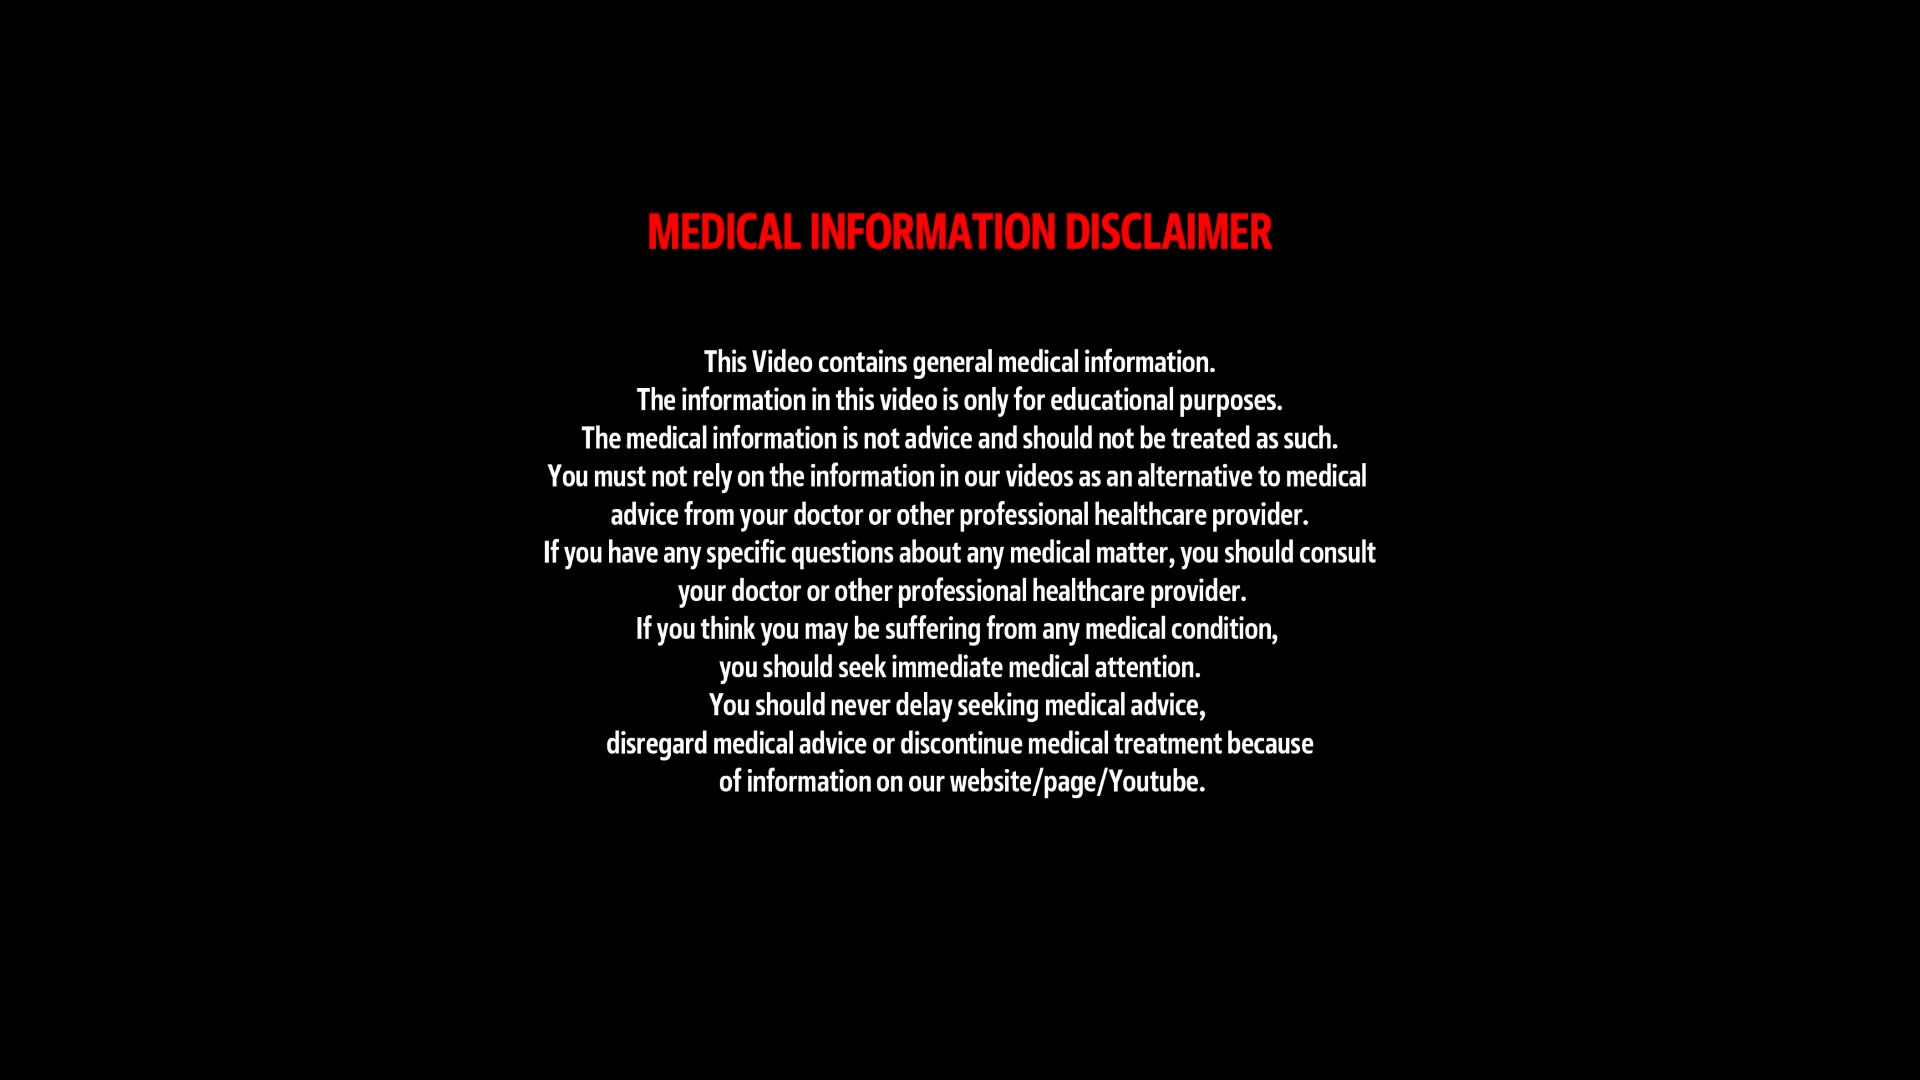 MEDICAL INFORMATION DISCLAIMER
This Video contains general medical information.
The information in this video is only for educational purposes.
The medical information is not advice and should not be treated as such.
You must not rely on the information in our videos as an alternative to medical
advice from your doctor or other professional healthcare provider.
If you have any specific questions about any medical matter, you should consult
your doctor or other professional healthcare provider.
If you think you may be suffering from any medical condition,
you should seek immediate medical attention.
You should never delay seeking medical advice,
disregard medical advice or discontinue medical treatment because
of information on our website/page/Youtube.